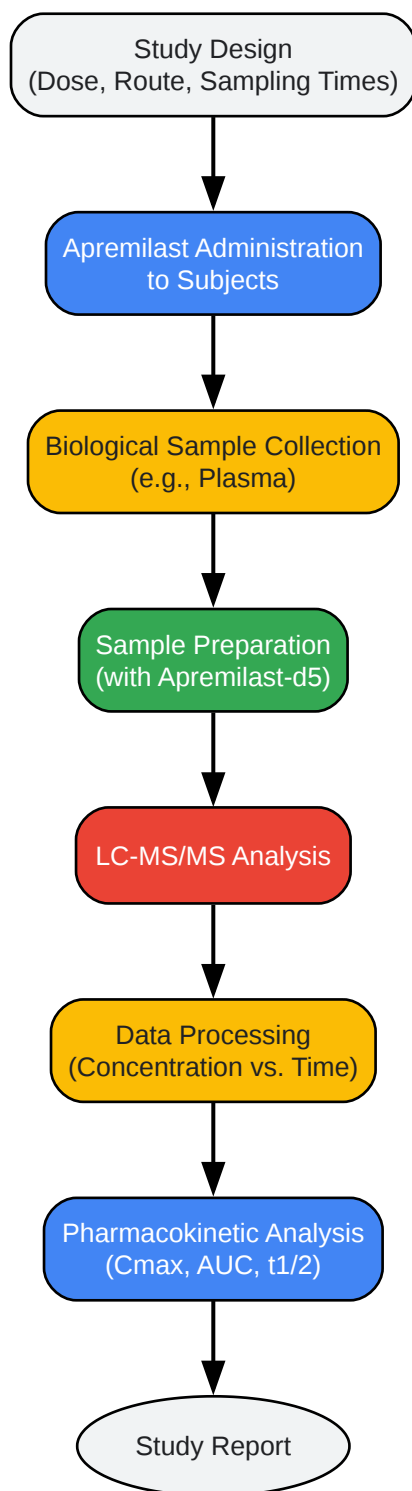 Study Design
(Dose, Route, Sampling Times)
Apremilast Administration
to Subjects
Biological Sample Collection
(e.g., Plasma)
Sample Preparation
(with Apremilast-d5)
LC-MS/MS Analysis
Data Processing
(Concentration vs. Time)
Pharmacokinetic Analysis
(Cmax, AUC, t1/2)
Study Report